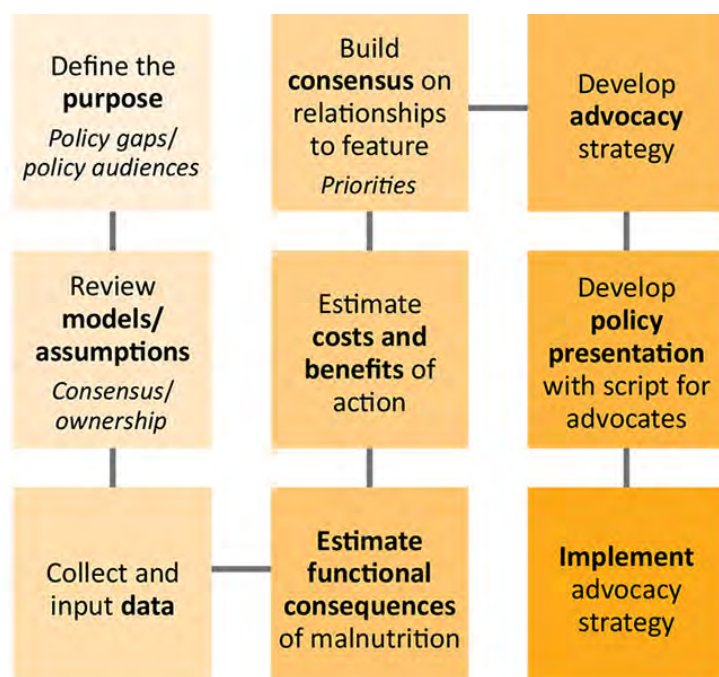 Define the
purpose
Policy gaps/
policy audiences
Review
models/
assumptions
Consensus/
ownership
Collect and
input data
Estimate
functional
consequences
of malnutrition
Estimate
costs and
benefits of
action
Build
consensus on
relationships
to feature
Priorities
Develop
advocacy
strategy
Develop
policy
presentation
with script for
advocates
Implement
advocacy
strategy